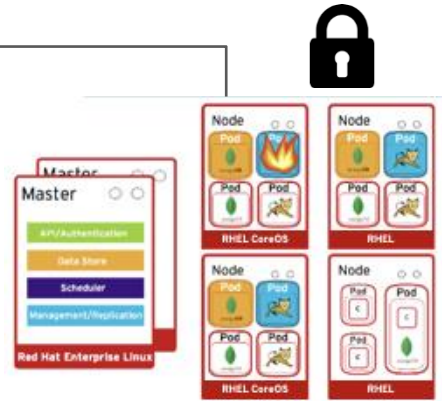 Master
Master
API/Authentication
Data Store
Scheduler
Management/Replication
Red Hat Enterprise Linux
Node
Pod
Pod
Pod
Pod
RHEL CoreOS
Node
Pod
Pod
Pod
Pod
RHEL
Node
Pod
Pod
Pod
Pod
RHEL CoreOS
Node
Pod
Pod
C
C
C
RHEL